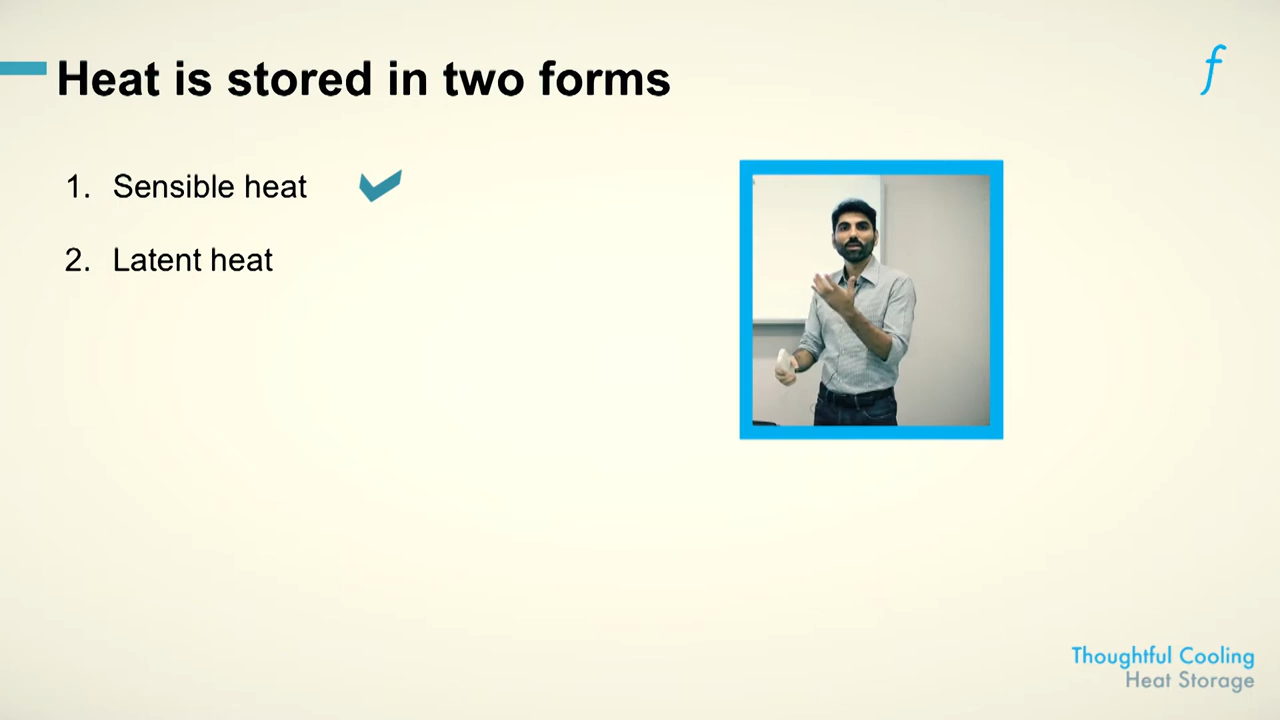 Heat is stored in two forms
f
1. Sensible heat
2. Latent heat
Thoughtful Cooling
Heat Storage